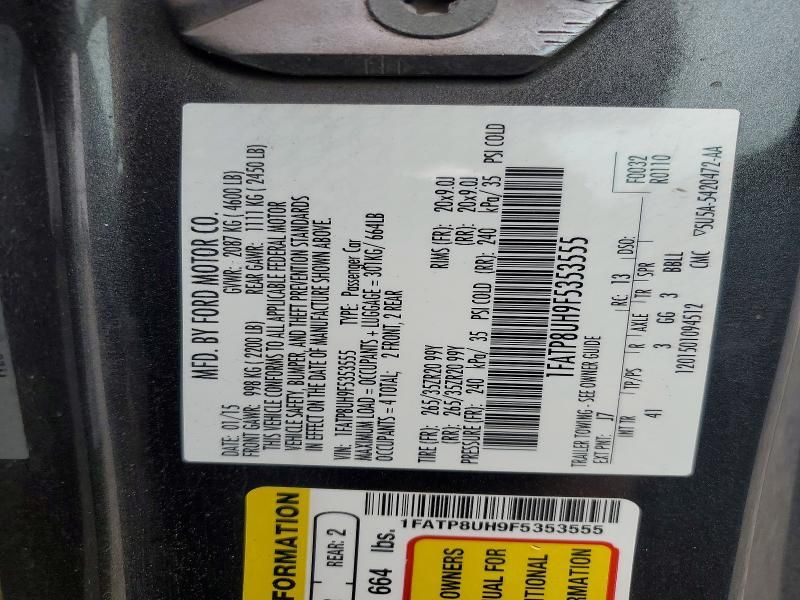 MFD. BY FORD MOTOR CO.
DATE: 01/15 GVWR: 2087 KG (4600 LB)
FRONT GAWR: 998 KG (2200 LB) REAR GAWR: 1111 KG (2450 LB)
THIS VEHICLE CONFORMS TO ALL APPLICABLE FEDERAL MOTOR
VEHICLE SAFETY, BUMPER, AND THEFT PREVENTION STANDARDS
IN EFFECT ON THE DATE OF MANUFACTURE SHOWN ABOVE.
VIN: 1FATP8UH9F5353555 TYPE: Passenger Car
MAXIMUM LOAD = OCCUPANTS + LUGGAGE = 301KG/ 664LB
OCCUPANTS = 4 TOTAL; 2 FRONT, 2 REAR
TIRE (FR): 265/35ZR20 99Y RIMS (FR): 20x9.0J
(RR): 265/35ZR20 99Y (RR): 20x9.0J
PRESSURE (FR): 240 kPa/ 35 PSI COLD (RR): 240 kPa/ 35 PSI COLD
1FATP8UH9F5353555
TRAILER TOWING - SEE OWNER GUIDE
EXT PNT: J7 RC: 13 DSO: F0032
R0110
INT TR TP/PS R AXLE TR SPR
41 3 GG 3 BBLL
1201501094512 CMC 5U5A-5420472-AA
FORMATION
REAR: 2
664 lbs.
1FATP8UH9F5353555
OWNERS
UAL FOR
ITIONAL
RMATION